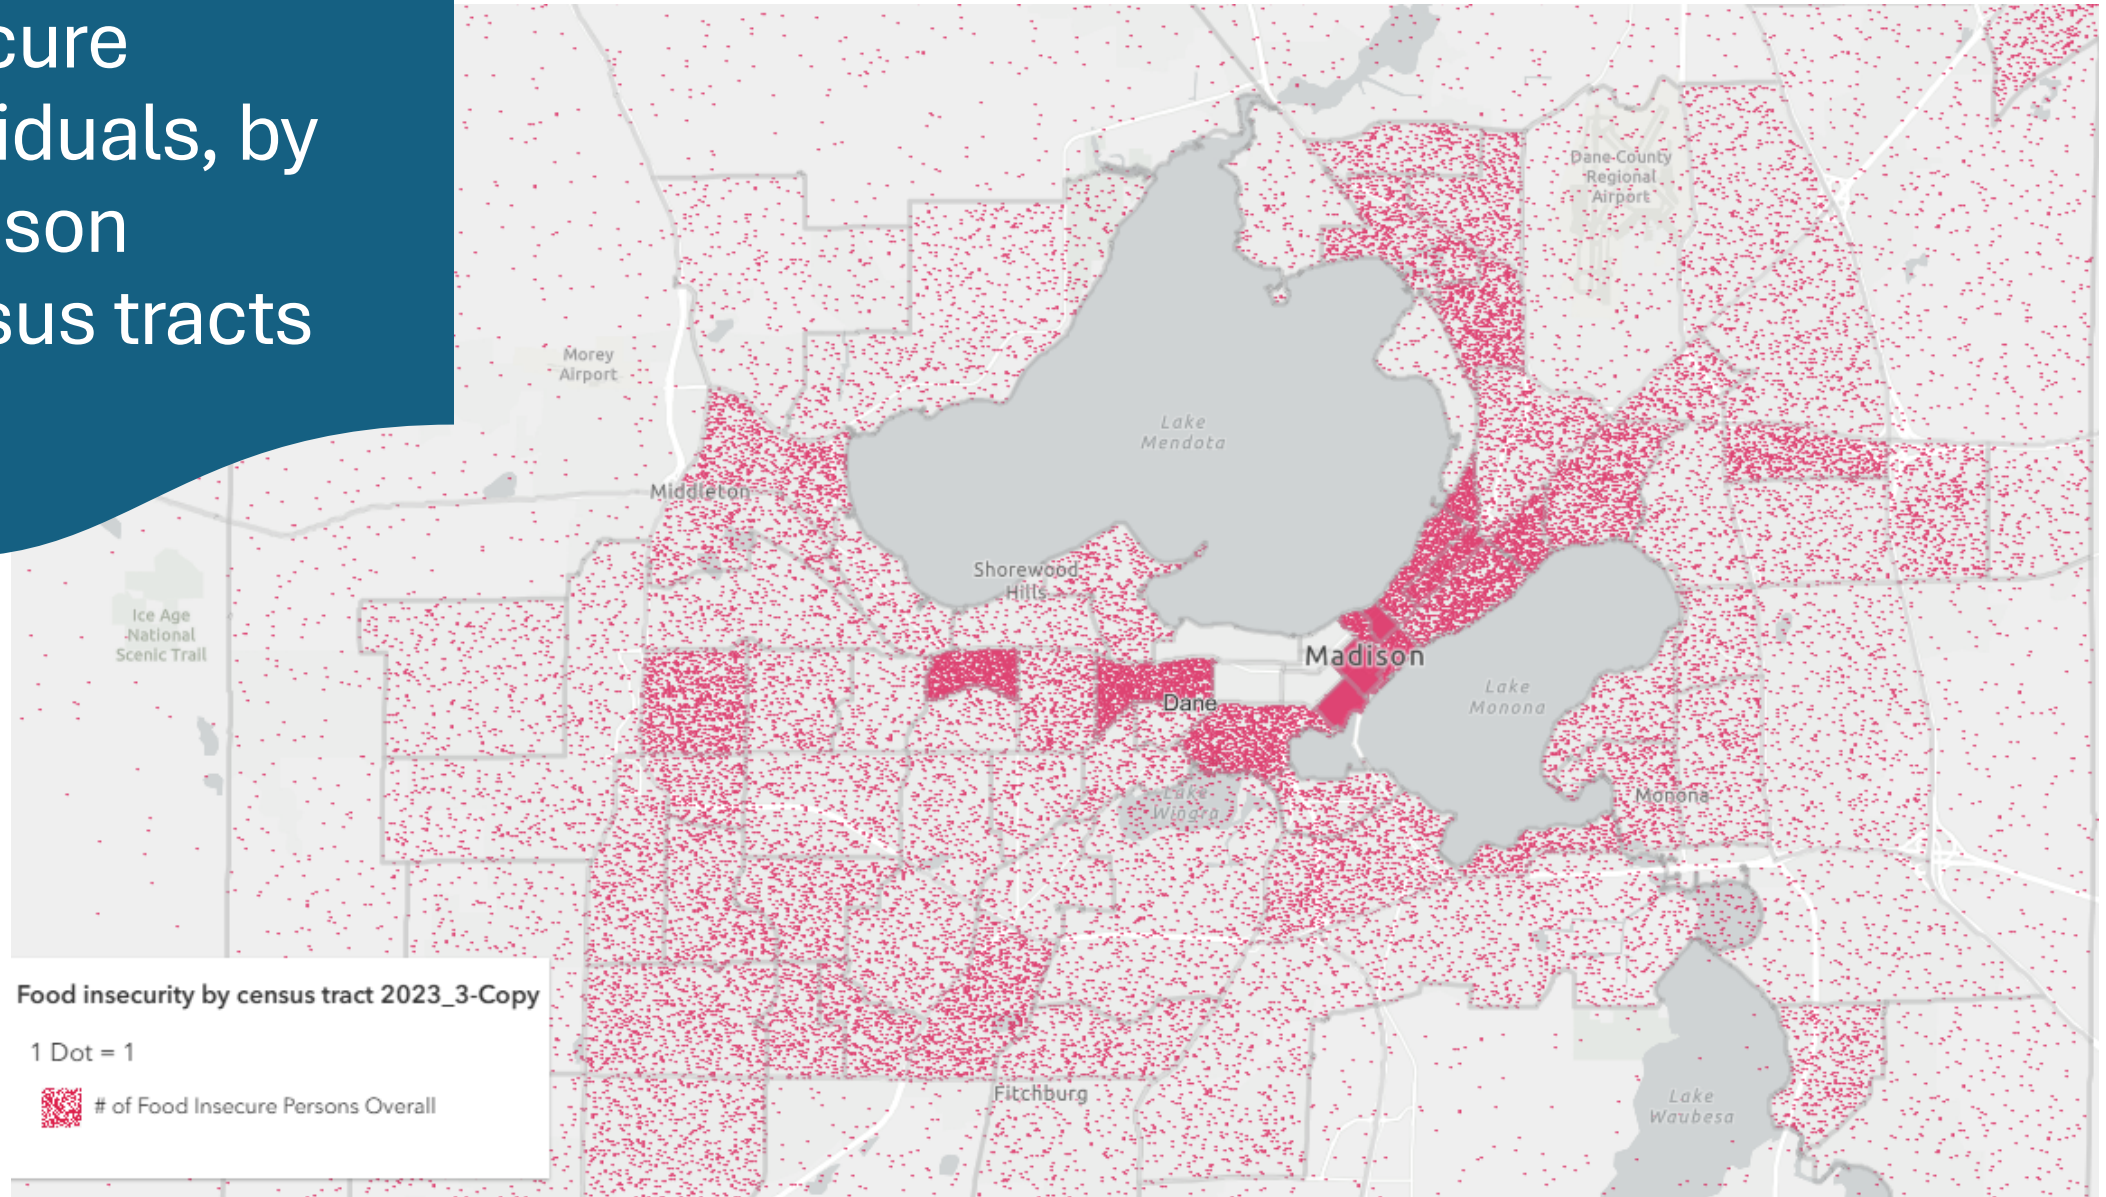 cure
iduals, by
son
sus tracts
Dane County
Regional
Airport
Morey
Airport
Lake
Mendota
Middleton
Shorewood
Hills
Ice Age
National
Scenic Trail
Madison
Dane
Lake
Monona
Lake
Wingra
Monona
Food insecurity by census tract 2023_3-Copy
1 Dot = 1
# of Food Insecure Persons Overall
Fitchburg
Lake
Waubesa